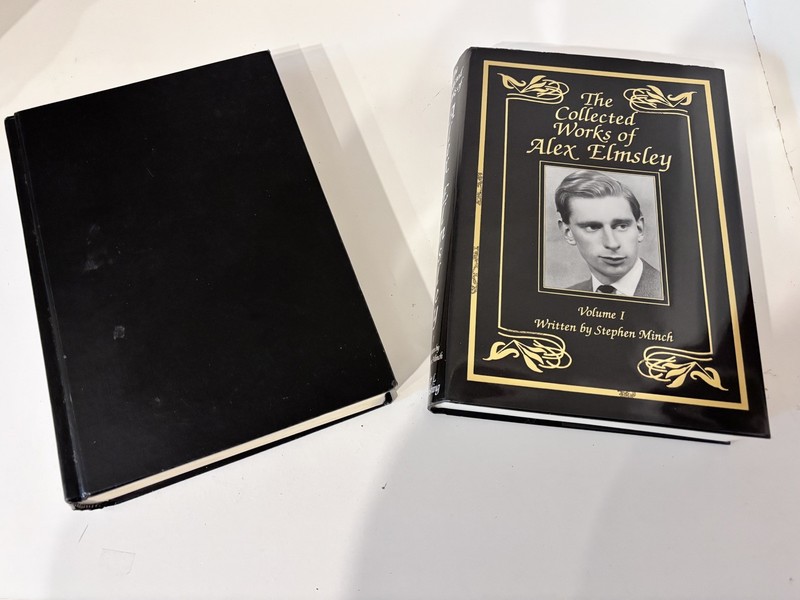 The
Collected
Works of
Alex Elmsley
Volume I
Written by Stephen Minch